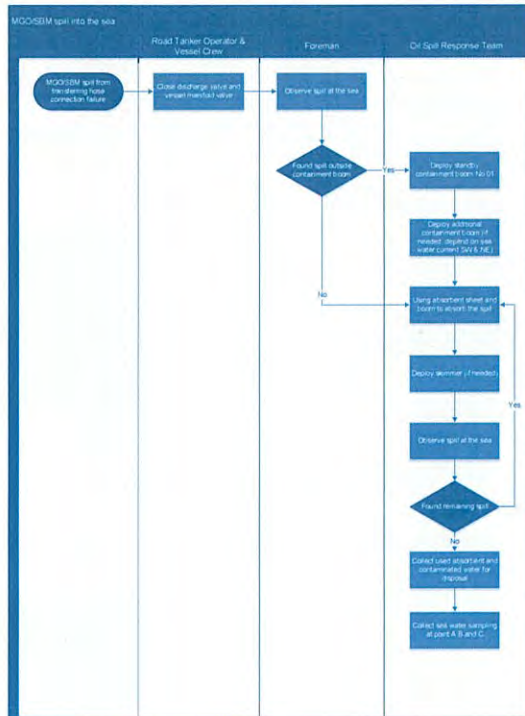 MGO/SBM spill into the sea
Road Tanker Operator &
Vessel Crew
Foreman
Oil Spill Response Team
MGO/SBM spill from
transferring hose
connection failure
Close discharge valve and
vessel manifold valve
Observe spill at the sea
Found spill outside
containment boom
Yes
Deploy standby
containment boom No 01
Deploy additional
containment boom (if
needed, depend on sea
water current SW & NE)
No
Using absorbent sheet and
boom to absorb the spill
Deploy skimmer (if needed)
Yes
Observe spill at the sea
Found remaining spill
No
Collect used absorbent and
contaminated water for
disposal
Collect sea water sampling
at point A B and C